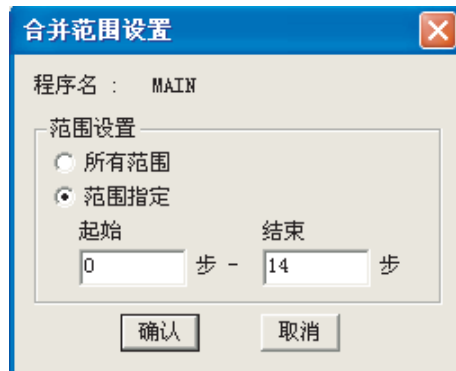 合并范围设置
程序名 : MAIN
范围设置
所有范围
范围指定
起始 结束
0 步 - 14 步
确认 取消